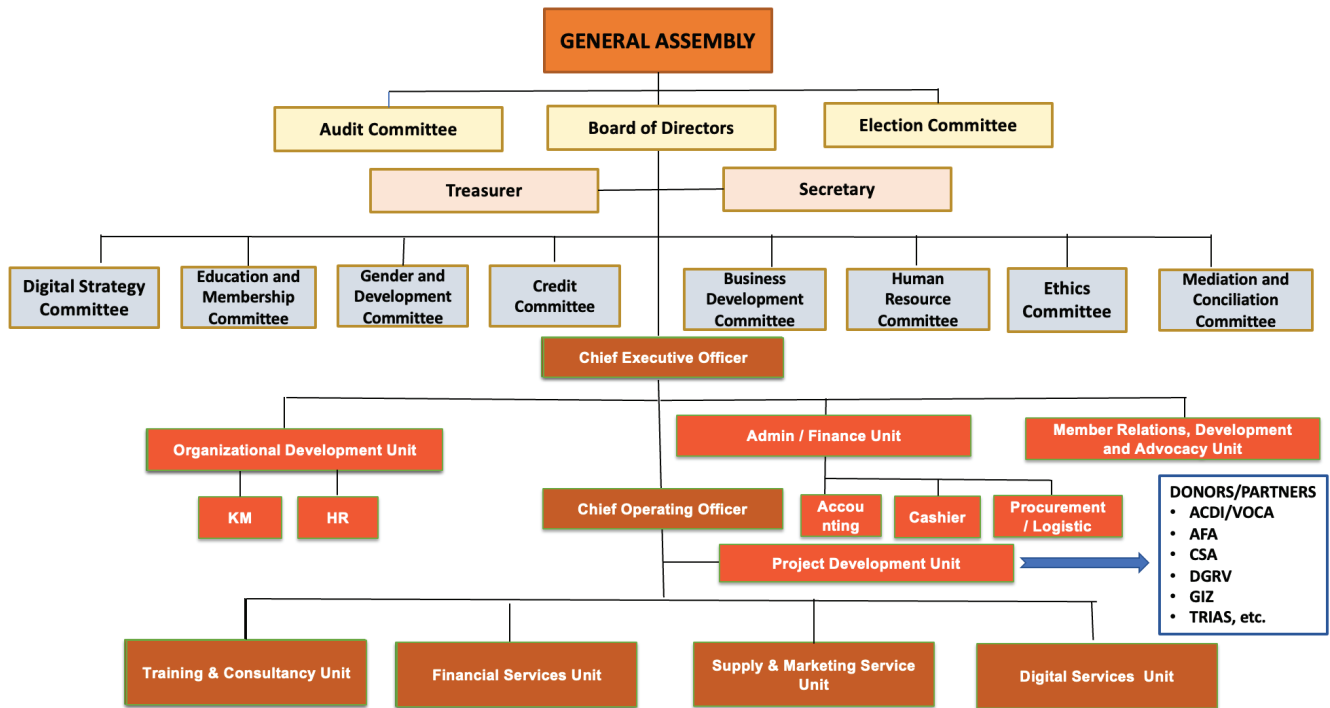 GENERAL ASSEMBLY
Audit Committee
Board of Directors
Election Committee
Treasurer
Secretary
Digital Strategy
Committee
Education and
Membership
Committee
Gender and
Development
Committee
Credit
Committee
Business
Development
Committee
Human
Resource
Committee
Ethics
Committee
Mediation and
Conciliation
Committee
Chief Executive Officer
Organizational Development Unit
Admin / Finance Unit
Member Relations, Development
and Advocacy Unit
KM
HR
Chief Operating Officer
Accou
nting
Cashier
Procurement
/ Logistic
Project Development Unit
DONORS/PARTNERS
• ACDI/VOCA
• AFA
• CSA
• DGRV
• GIZ
• TRIAS, etc.
Training & Consultancy Unit
Financial Services Unit
Supply & Marketing Service
Unit
Digital Services Unit